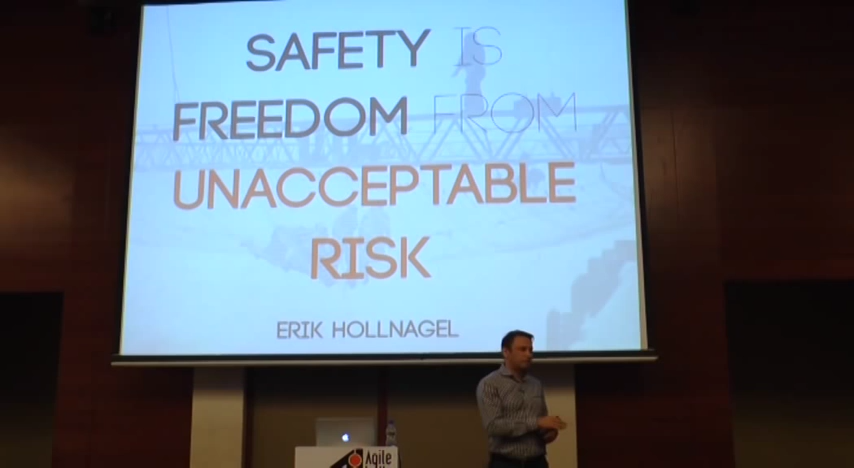 SAFETY IS
FREEDOM FROM
UNACCEPTABLE
RISK
ERIK HOLLNAGEL
Agile